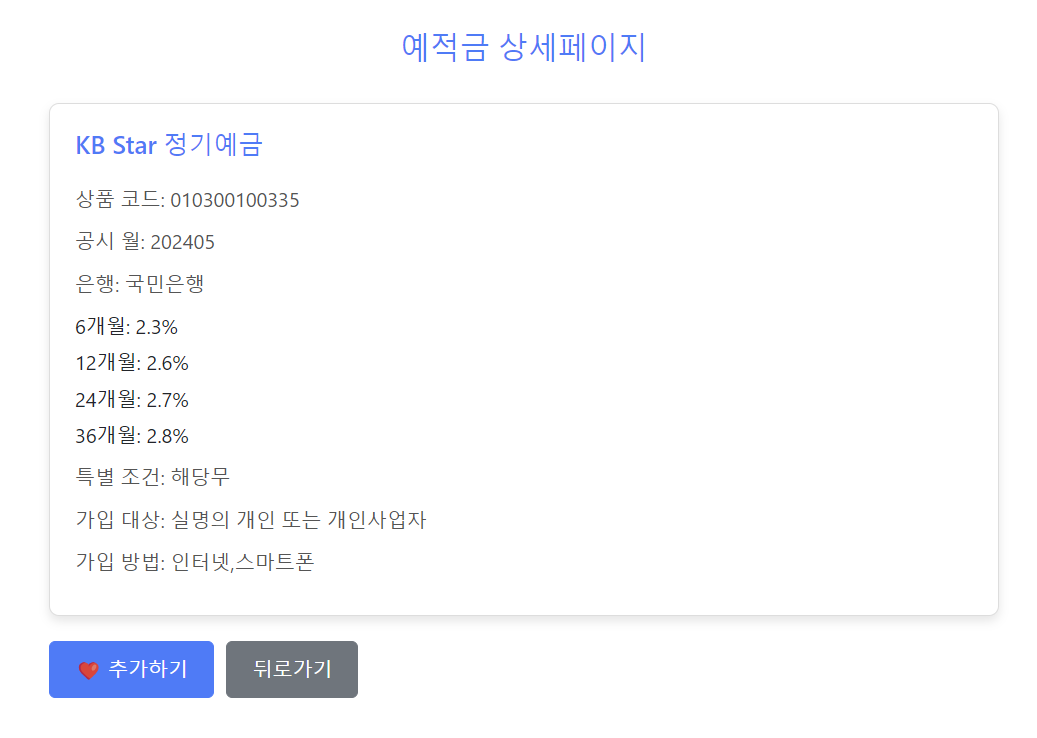 예적금 상세페이지
KB Star 정기예금
상품 코드: 010300100335
공시 월: 202405
은행: 국민은행
6개월: 2.3%
12개월: 2.6%
24개월: 2.7%
36개월: 2.8%
특별 조건: 해당무
가입 대상: 실명의 개인 또는 개인사업자
가입 방법: 인터넷,스마트폰
❤️ 추가하기
뒤로가기